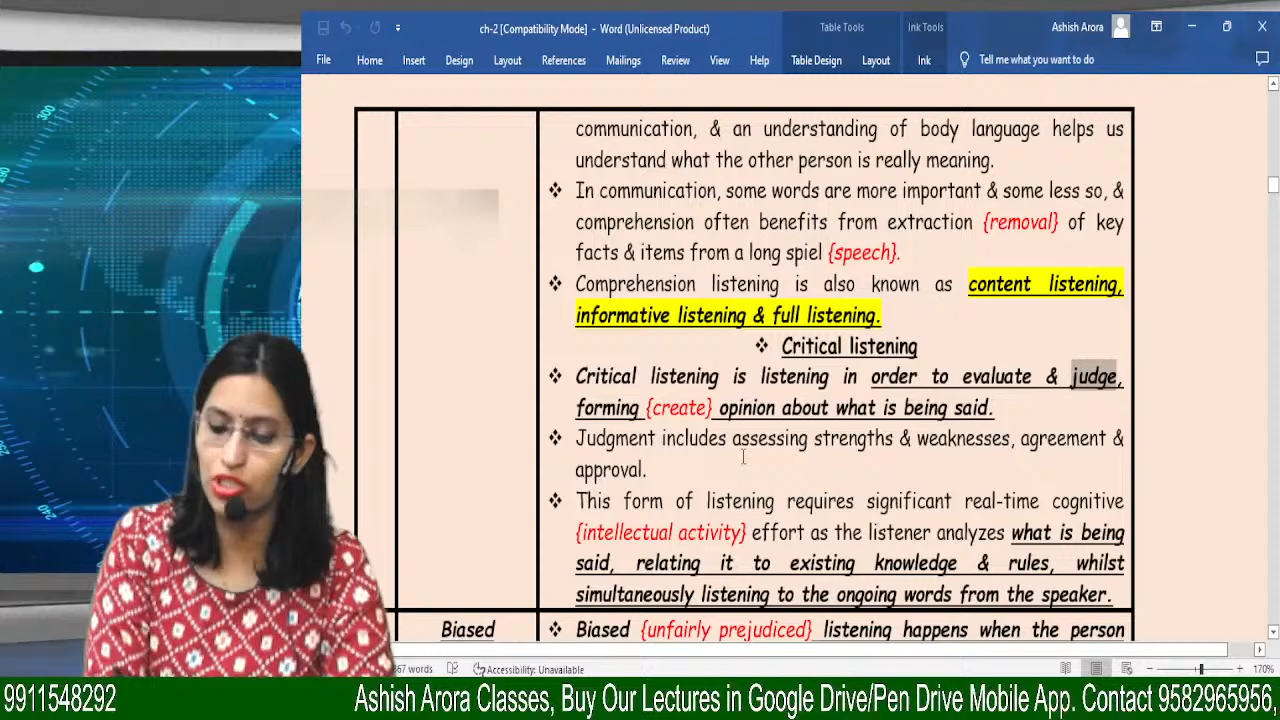 ch-2 [Compatibility Mode] - Word (Unlicensed Product)
Table Tools
Ink Tools
Ashish Arora
File Home Insert Design Layout References Mailings Review View Help Table Design Layout Ink Tell me what you want to do
communication, & an understanding of body language helps us
understand what the other person is really meaning.
❖ In communication, some words are more important & some less so, &
comprehension often benefits from extraction {removal} of key
facts & items from a long spiel {speech}.
❖ Comprehension listening is also known as content listening,
informative listening & full listening.
❖ Critical listening
❖ Critical listening is listening in order to evaluate & judge,
forming {create} opinion about what is being said.
❖ Judgment includes assessing strengths & weaknesses, agreement &
approval.
❖ This form of listening requires significant real-time cognitive
{intellectual activity} effort as the listener analyzes what is being
said, relating it to existing knowledge & rules, whilst
simultaneously listening to the ongoing words from the speaker.
Biased ❖ Biased {unfairly prejudiced} listening happens when the person
words Accessibility: Unavailable 170%
9911548292 Ashish Arora Classes, Buy Our Lectures in Google Drive/Pen Drive Mobile App. Contact 9582965956,